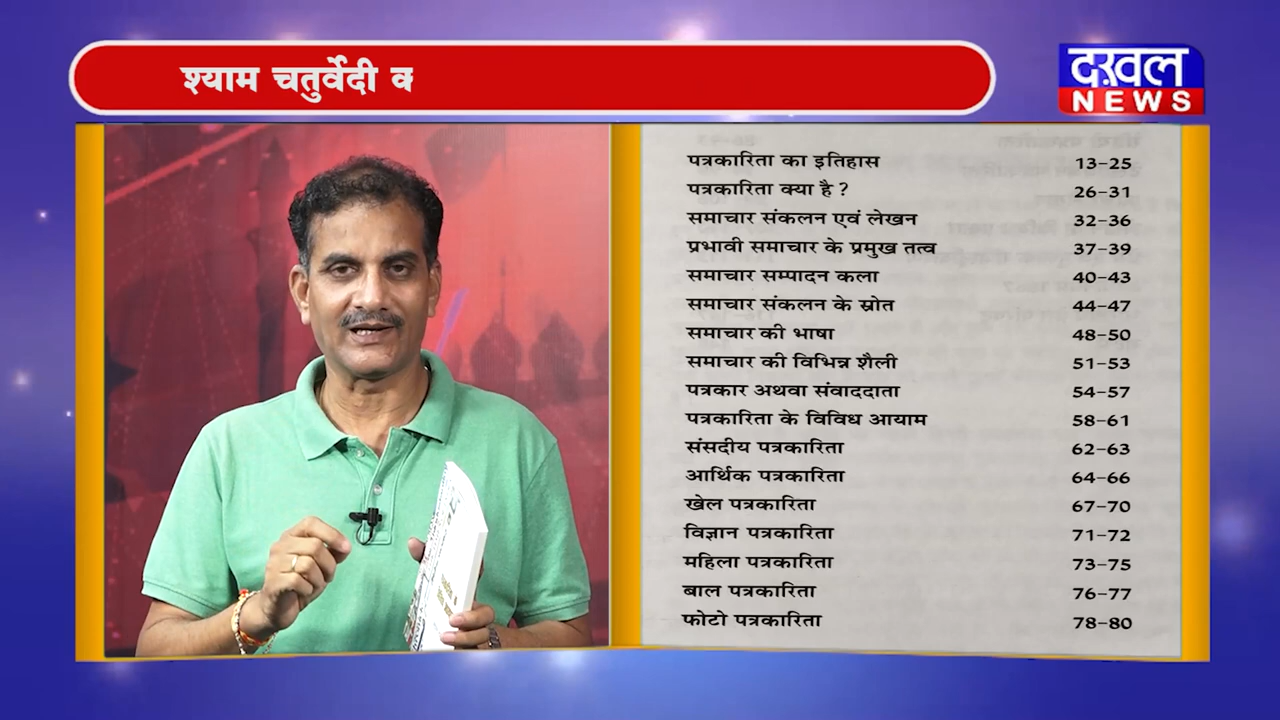 श्याम चतुर्वेदी
दख़ल
NEWS
पत्रकारिता का इतिहास 13-25
पत्रकारिता क्या है ? 26-31
समाचार संकलन एवं लेखन 32-36
प्रभावी समाचार के प्रमुख तत्व 37-39
समाचार सम्पादन कला 40-43
समाचार संकलन के स्रोत 44-47
समाचार की भाषा 48-50
समाचार की विभिन्न शैली 51-53
पत्रकार अथवा संवाददाता 54-57
पत्रकारिता के विविध आयाम 58-61
संसदीय पत्रकारिता 62-63
आर्थिक पत्रकारिता 64-66
खेल पत्रकारिता 67-70
विज्ञान पत्रकारिता 71-72
महिला पत्रकारिता 73-75
बाल पत्रकारिता 76-77
फोटो पत्रकारिता 78-80